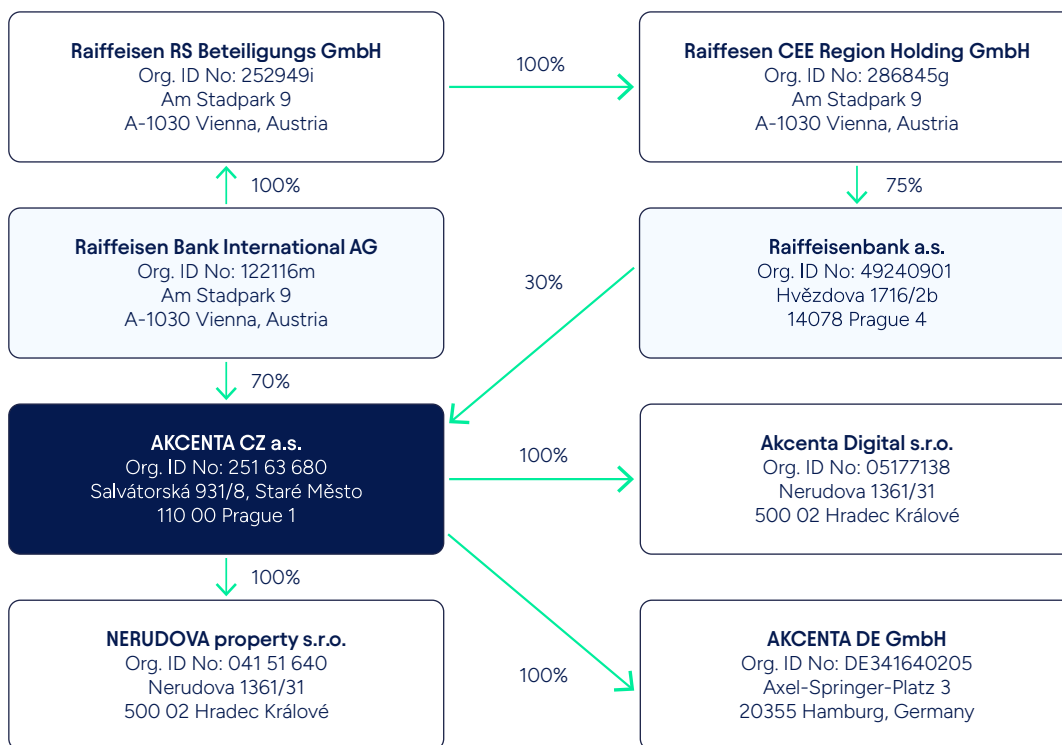 Raiffeisen RS Beteiligungs GmbH
Org. ID No: 252949i
Am Stadpark 9
A-1030 Vienna, Austria
100%
Raiffesen CEE Region Holding GmbH
Org. ID No: 286845g
Am Stadpark 9
A-1030 Vienna, Austria
100%
75%
Raiffeisen Bank International AG
Org. ID No: 122116m
Am Stadpark 9
A-1030 Vienna, Austria
30%
Raiffeisenbank a.s.
Org. ID No: 49240901
Hvězdova 1716/2b
14078 Prague 4
70%
AKCENTA CZ a.s.
Org. ID No: 251 63 680
Salvátorská 931/8, Staré Město
110 00 Prague 1
100%
Akcenta Digital s.r.o.
Org. ID No: 05177138
Nerudova 1361/31
500 02 Hradec Králové
100%
NERUDOVA property s.r.o.
Org. ID No: 041 51 640
Nerudova 1361/31
500 02 Hradec Králové
100%
AKCENTA DE GmbH
Org. ID No: DE341640205
Axel-Springer-Platz 3
20355 Hamburg, Germany